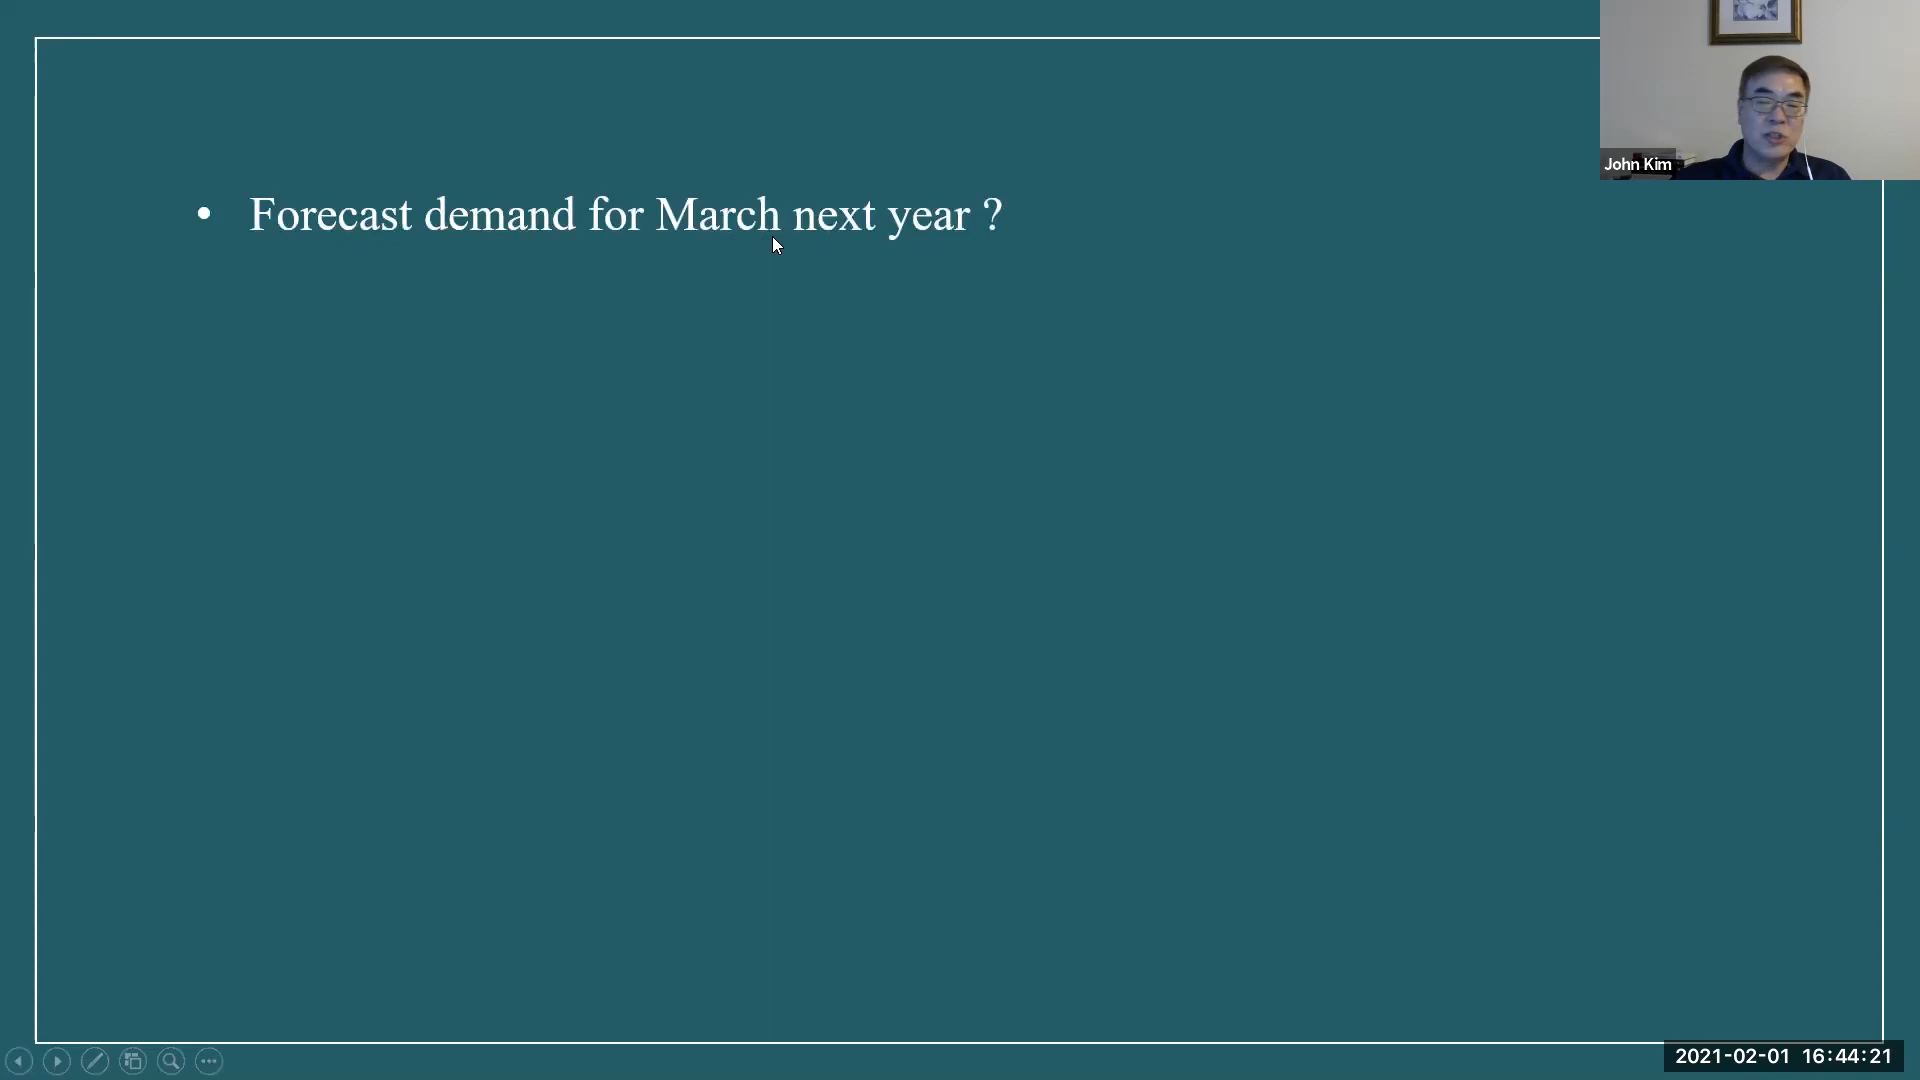 John Kim
• Forecast demand for March next year ?
2021-02-01 16:44:21